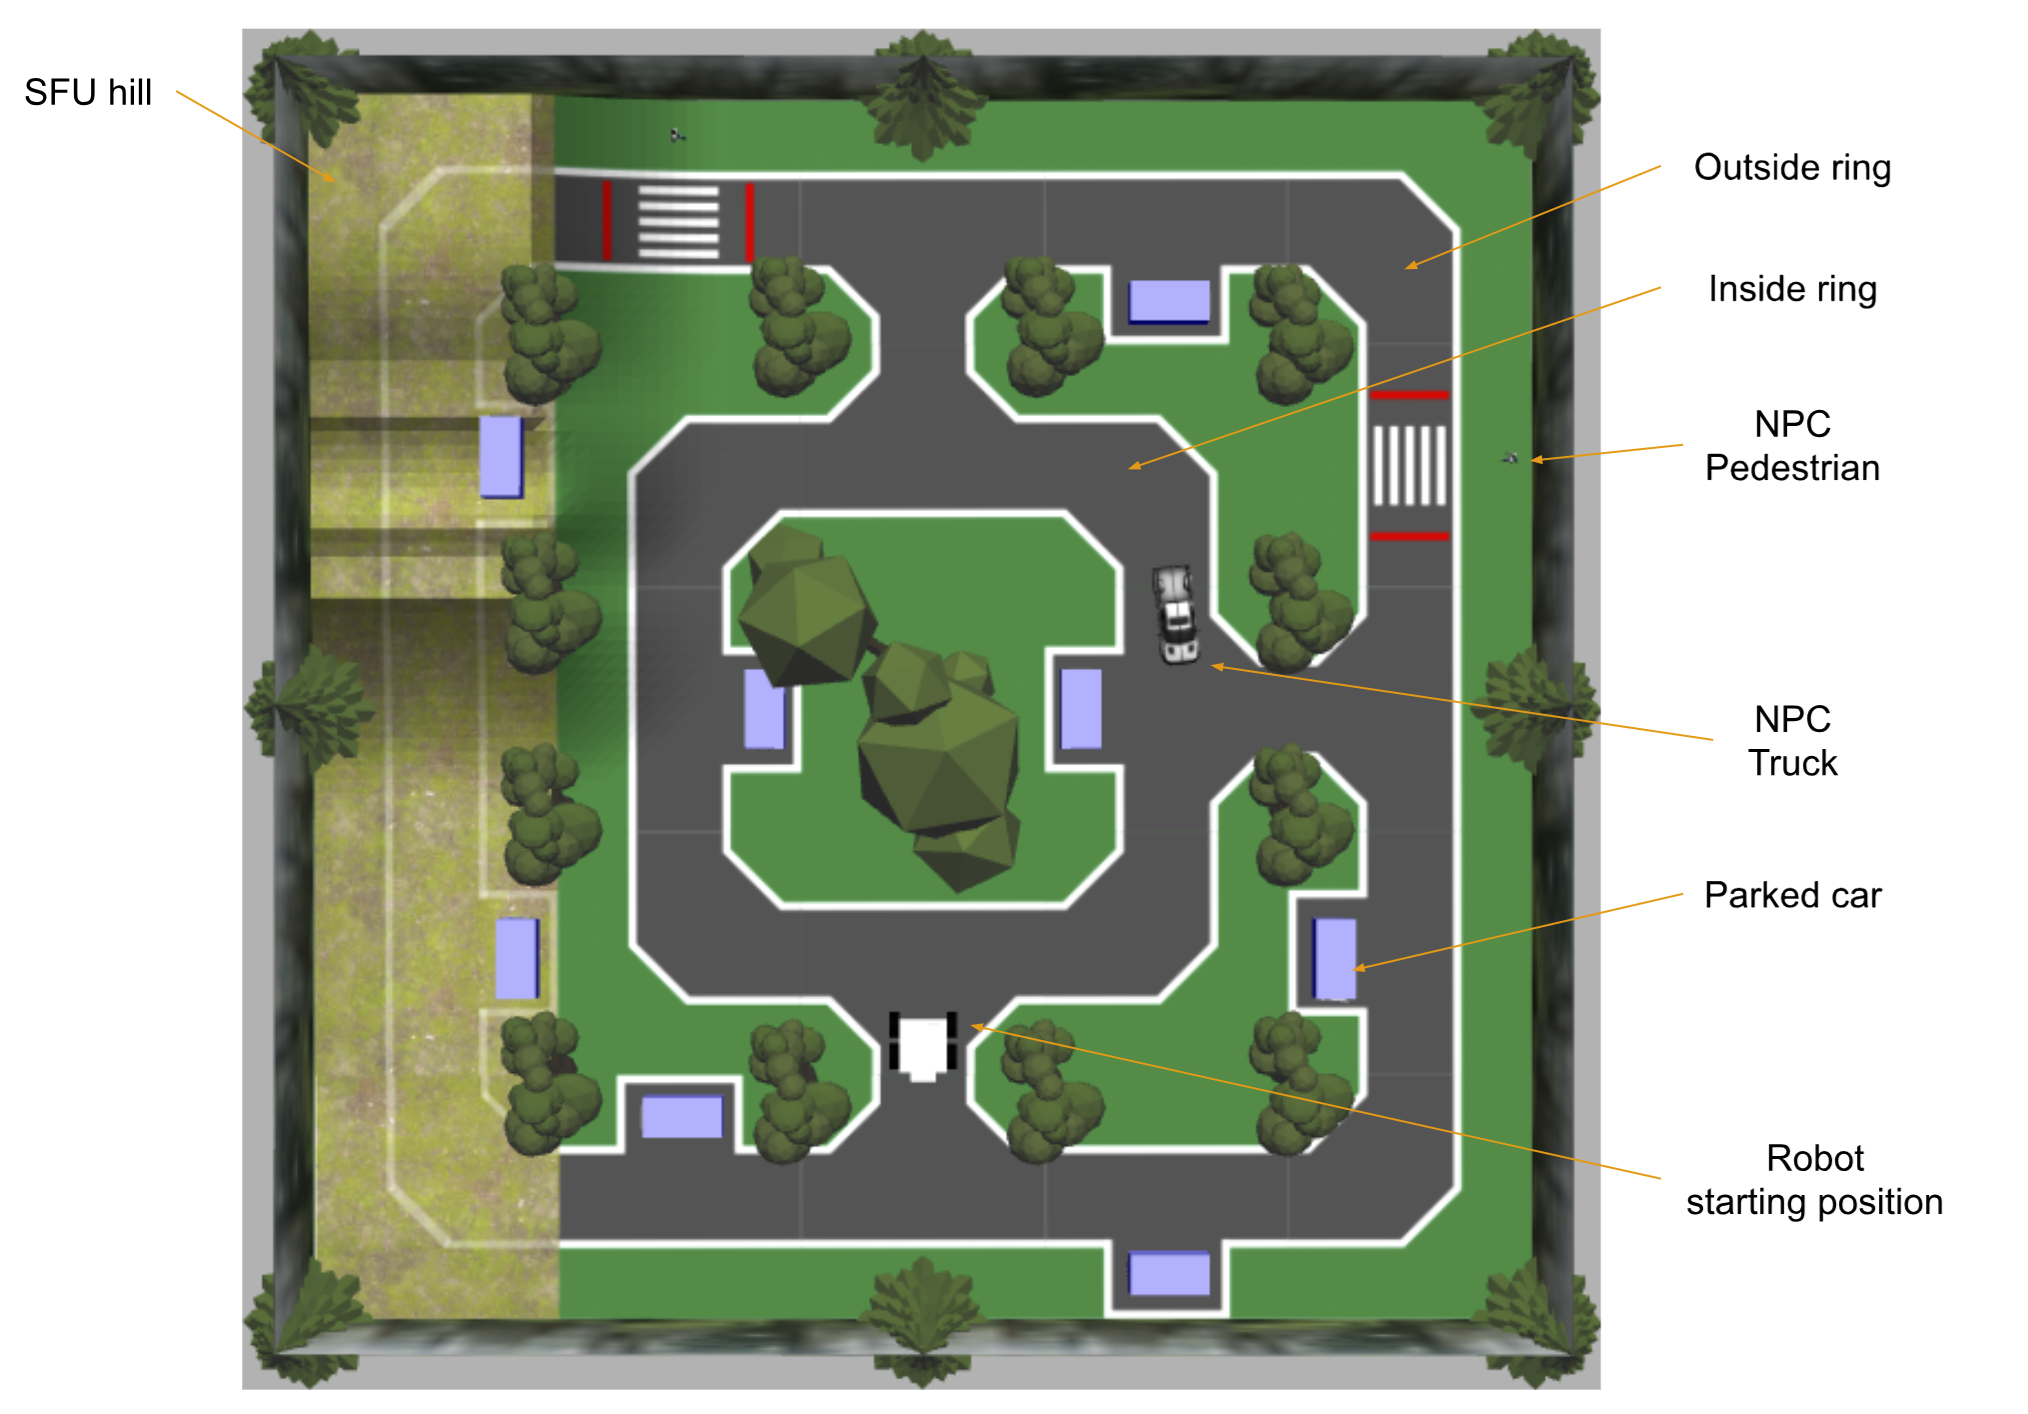 SFU hill
Outside ring
Inside ring
NPC
Pedestrian
NPC
Truck
Parked car
Robot
starting position